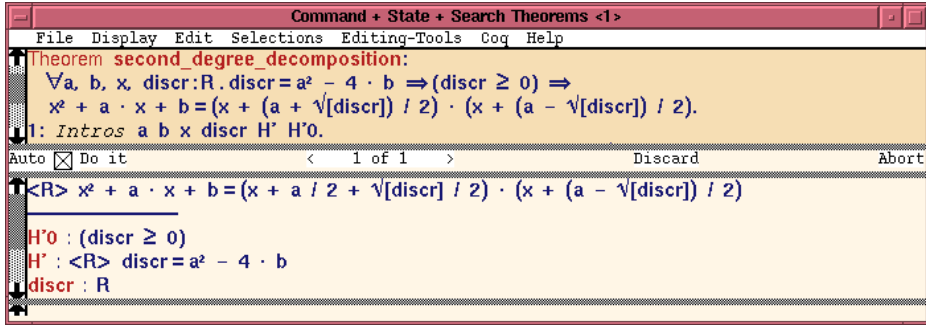 Command + State + Search Theorems <1>
File Display Edit Selections Editing-Tools Coq Help
Theorem second_degree_decomposition:
∀a, b, x, discr:R.discr=a² − 4 · b ⇒(discr ≥ 0) ⇒
x² + a · x + b=(x + (a + √[discr]) / 2) · (x + (a − √[discr]) / 2).
1: Intros a b x discr H' H'0.
Auto Do it < 1 of 1 > Discard Abort
<R> x² + a · x + b=(x + a / 2 + √[discr] / 2) · (x + (a − √[discr]) / 2)
H'0 : (discr ≥ 0)
H' : <R> discr=a² − 4 · b
discr : R